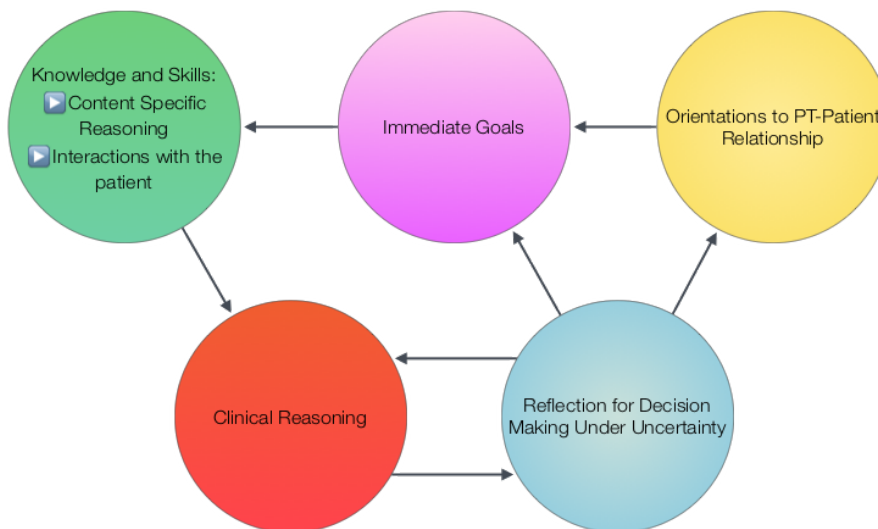 Knowledge and Skills:
▶️ Content Specific
Reasoning
▶️ Interactions with the
patient
Immediate Goals
Orientations to PT-Patient
Relationship
Clinical Reasoning
Reflection for Decision
Making Under Uncertainty